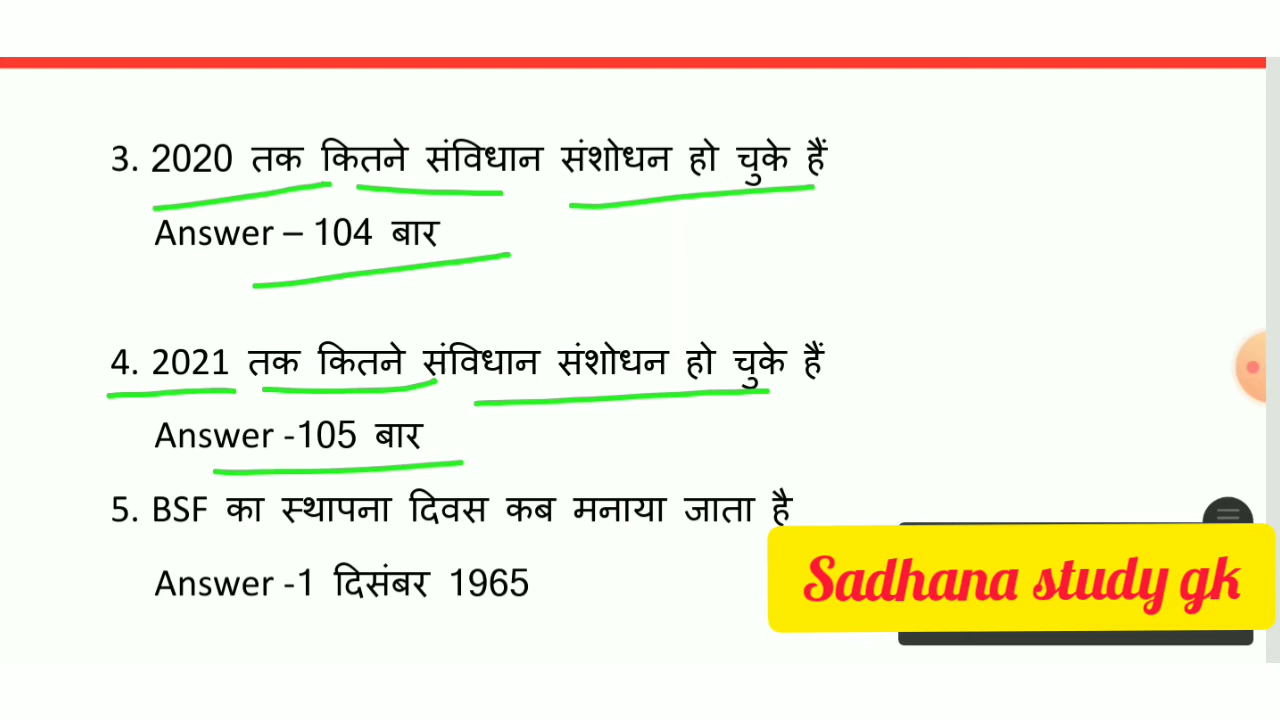 3. 2020 तक कितने संविधान संशोधन हो चुके हैं
Answer – 104 बार
4. 2021 तक कितने संविधान संशोधन हो चुके हैं
Answer -105 बार
5. BSF का स्थापना दिवस कब मनाया जाता है
Answer -1 दिसंबर 1965
Sadhana study gk